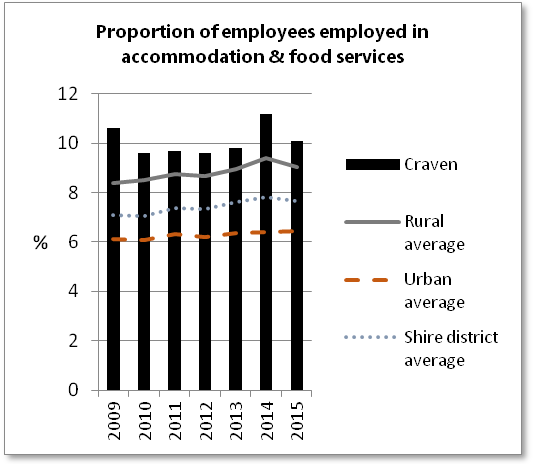 Proportion of employees employed in
accommodation & food services
12
10
8
6
4
2
0
%
2009
2010
2011
2012
2013
2014
2015
Craven
Rural
average
Urban
average
Shire district
average